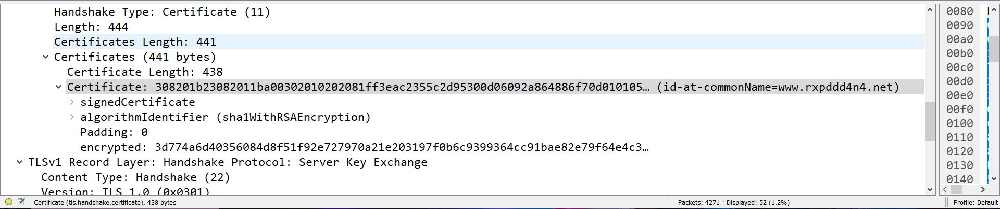 Handshake Type: Certificate (11)
Length: 444
Certificates Length: 441
Certificates (441 bytes)
Certificate Length: 438
Certificate: 308201b23082011ba00302010202081ff3eac2355c2d95300d06092a864886f70d010105… (id-at-commonName=www.rxpddd4n4.net)
signedCertificate
algorithmIdentifier (sha1WithRSAEncryption)
Padding: 0
encrypted: 3d774a6d40356084d8f51f92e727970a21e203197f0b6c9399364cc91bae82e79f64e4c3…
TLSv1 Record Layer: Handshake Protocol: Server Key Exchange
Content Type: Handshake (22)
Version: TLS 1.0 (0x0301)
0080
0090
00a0
00b0
00c0
00d0
00e0
00f0
0100
0110
0120
0130
0140
Certificate (tls.handshake.certificate), 438 bytes
Packets: 4271 · Displayed: 52 (1.2%)
Profile: Default